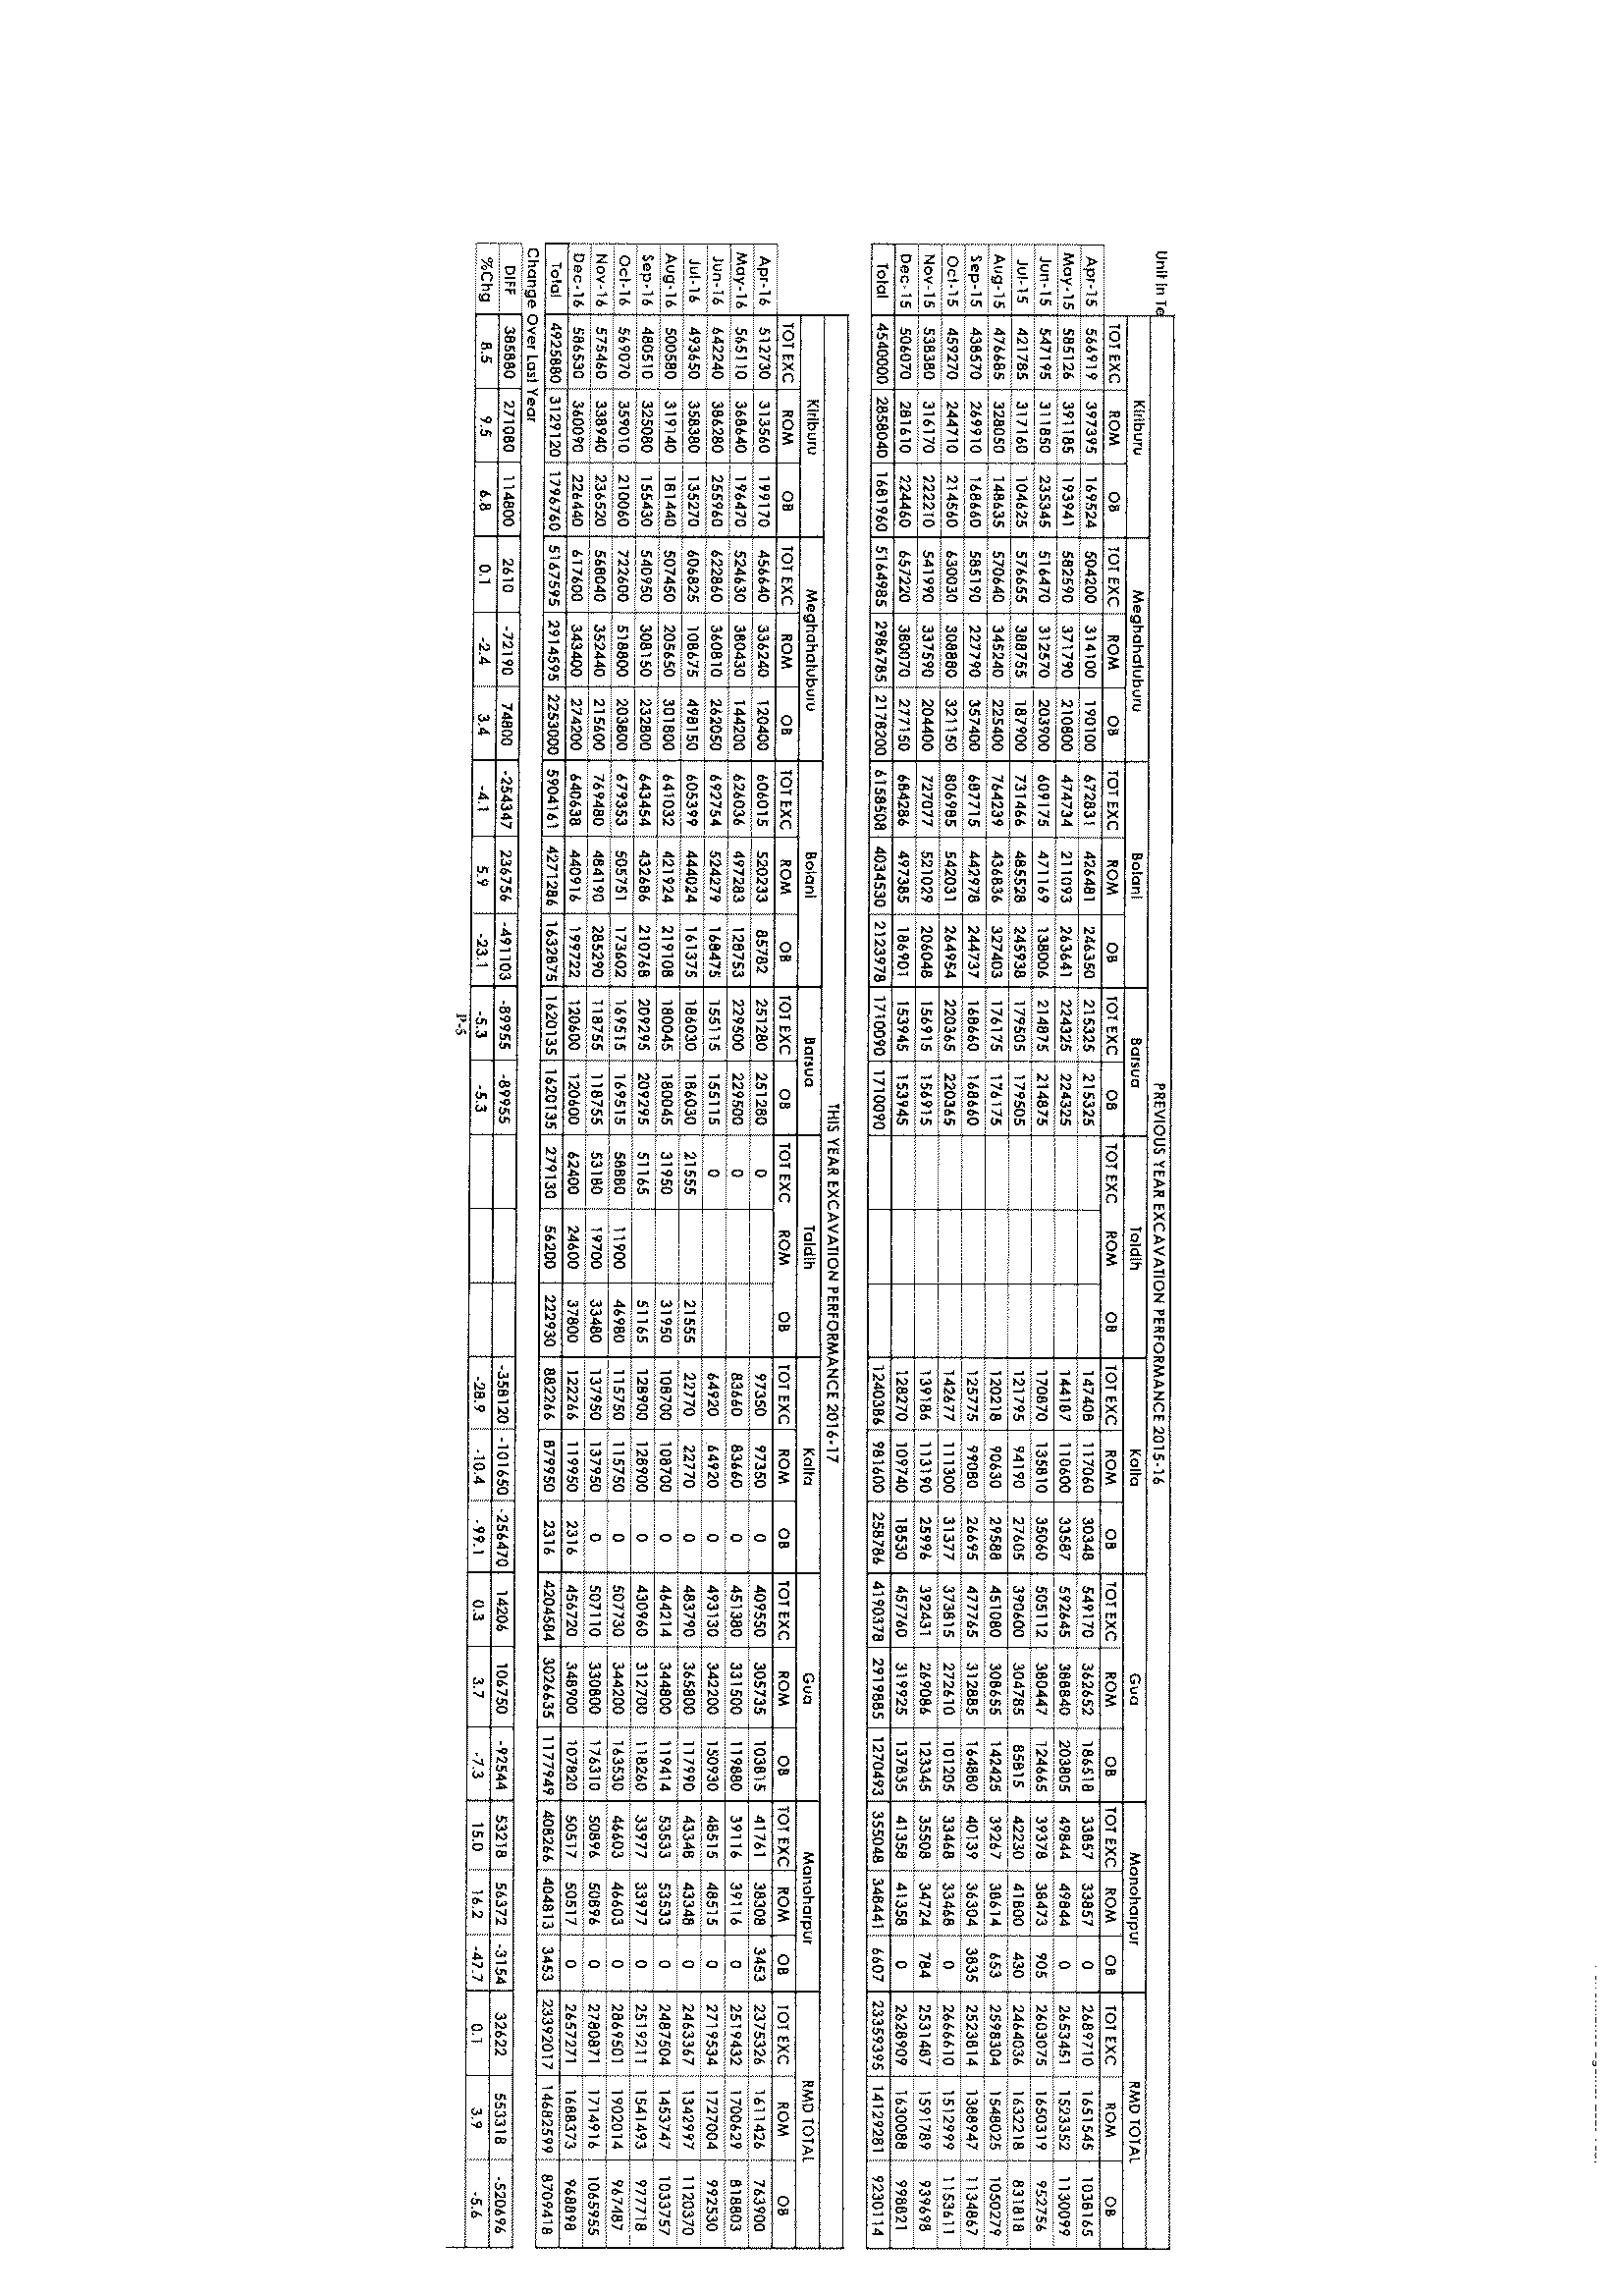 Unit in Te
PREVIOUS YEAR EXCAVATION PERFORMANCE 2015-16
Kiriburu Meghahatuburu Bolani Barsua Taldih Kalta Gua Manoharpur RMD TOTAL
TOT EXC ROM OB TOT EXC ROM OB TOT EXC ROM OB TOT EXC OB TOT EXC ROM OB TOT EXC ROM OB TOT EXC ROM OB TOT EXC ROM OB TOT EXC ROM OB
Apr-15 566919 397395 169524 504200 314100 190100 672831 426481 246350 215325 215325 147408 117060 30348 549170 362652 186518 33857 33857 0 2689710 1651545 1038165
May-15 585126 391185 193941 582590 371790 210800 474734 211093 263641 224325 224325 144187 110600 33587 592645 388840 203805 49844 49844 0 2653451 1523352 1130099
Jun-15 547195 311850 235345 516470 312570 203900 609175 471169 138006 214875 214875 170870 135810 35060 505112 380447 124665 39378 38473 905 2603075 1650319 952756
Jul-15 421785 317160 104625 576655 388755 187900 731466 485528 245938 179505 179505 121795 94190 27605 390600 304785 85815 42230 41800 430 2464036 1632218 831818
Aug-15 476685 328050 148635 570640 345240 225400 764239 436836 327403 176175 176175 120218 90630 29588 451080 308655 142425 39267 38614 653 2598304 1548025 1050279
Sep-15 438570 269910 168660 585190 227790 357400 687715 442978 244737 168660 168660 125775 99080 26695 477765 312885 164880 40139 36304 3835 2523814 1388947 1134867
Oct-15 459270 244710 214560 630030 308880 321150 806985 542031 264954 220365 220365 142677 111300 31377 373815 272610 101205 33468 33468 0 2666610 1512999 1153611
Nov-15 538380 316170 222210 541990 337590 204400 727077 521029 206048 156915 156915 139186 113190 25996 392431 269086 123345 35508 34724 784 2531487 1591789 939698
Dec-15 506070 281610 224460 657220 380070 277150 684286 497385 186901 153945 153945 128270 109740 18530 457760 319925 137835 41358 41358 0 2628909 1630088 998821
Total 4540000 2858040 1681960 5164985 2986785 2178200 6158508 4034530 2123978 1710090 1710090 1240386 981600 258786 4190378 2919885 1270493 355048 348441 6607 23359395 14129281 9230114
THIS YEAR EXCAVATION PERFORMANCE 2016-17
Kiriburu Meghahatuburu Bolani Barsua Taldih Kalta Gua Manoharpur RMD TOTAL
TOT EXC ROM OB TOT EXC ROM OB TOT EXC ROM OB TOT EXC OB TOT EXC ROM OB TOT EXC ROM OB TOT EXC ROM OB TOT EXC ROM OB TOT EXC ROM OB
Apr-16 512730 313560 199170 456640 336240 120400 606015 520233 85782 251280 251280 0 97350 97350 0 409550 305735 103815 41761 38308 3453 2375326 1611426 763900
May-16 565110 368640 196470 524630 380430 144200 626036 497283 128753 229500 229500 0 83660 83660 0 451380 331500 119880 39116 39116 0 2519432 1700629 818803
Jun-16 642240 386280 255960 622860 360810 262050 692754 524279 168475 155115 155115 0 64920 64920 0 493130 342200 150930 48515 48515 0 2719534 1727004 992530
Jul-16 493650 358380 135270 606825 108675 498150 605399 444024 161375 186030 186030 21555 21555 22770 22770 0 483790 365800 117990 43348 43348 0 2463367 1342997 1120370
Aug-16 500580 319140 181440 507450 205650 301800 641032 421924 219108 180045 180045 31950 31950 108700 108700 0 464214 344800 119414 53533 53533 0 2487504 1453747 1033757
Sep-16 480510 325080 155430 540950 308150 232800 643454 432686 210768 209295 209295 51165 51165 128900 128900 0 430960 312700 118260 33977 33977 0 2519211 1541493 977718
Oct-16 569070 359010 210060 722600 518800 203800 679353 505751 173602 169515 169515 58880 11900 46980 115750 115750 0 507730 344200 163530 46603 46603 0 2869501 1902014 967487
Nov-16 575460 338940 236520 568040 352440 215600 769480 484190 285290 118755 118755 53180 19700 33480 137950 137950 0 507110 330800 176310 50896 50896 0 2780871 1714916 1065955
Dec-16 586530 360090 226440 617600 343400 274200 640638 440916 199722 120600 120600 62400 24600 37800 122266 119950 2316 456720 348900 107820 50517 50517 0 2657271 1688373 968898
Total 4925880 3129120 1796760 5167595 2914595 2253000 5904161 4271286 1632875 1620135 1620135 279130 56200 222930 882266 879950 2316 4204584 3026635 1177949 408266 404813 3453 23392017 14682599 8709418
Change Over Last Year
DIFF 385880 271080 114800 2610 -72190 74800 -254347 236756 -491103 -89955 -89955 -358120 -101650 -256470 14206 106750 -92544 53218 56372 -3154 32622 553318 -520696
%Chg 8.5 9.5 6.8 0.1 -2.4 3.4 -4.1 5.9 -23.1 -5.3 -5.3 -28.9 -10.4 -99.1 0.3 3.7 -7.3 15.0 16.2 -47.7 0.1 3.9 -5.6
P-5